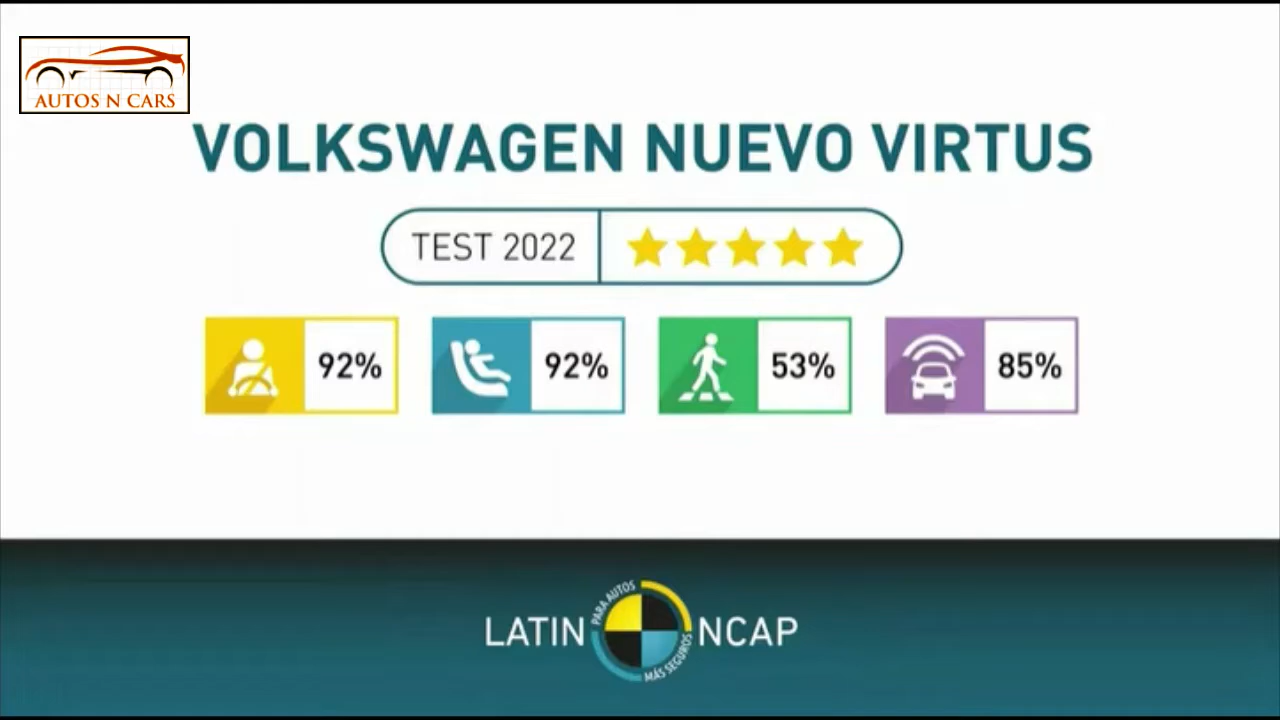 AUTOS N CARS
VOLKSWAGEN NUEVO VIRTUS
TEST 2022
92% 92% 53% 85%
LATIN NCAP
PARA AUTOS
MÁS SEGUROS